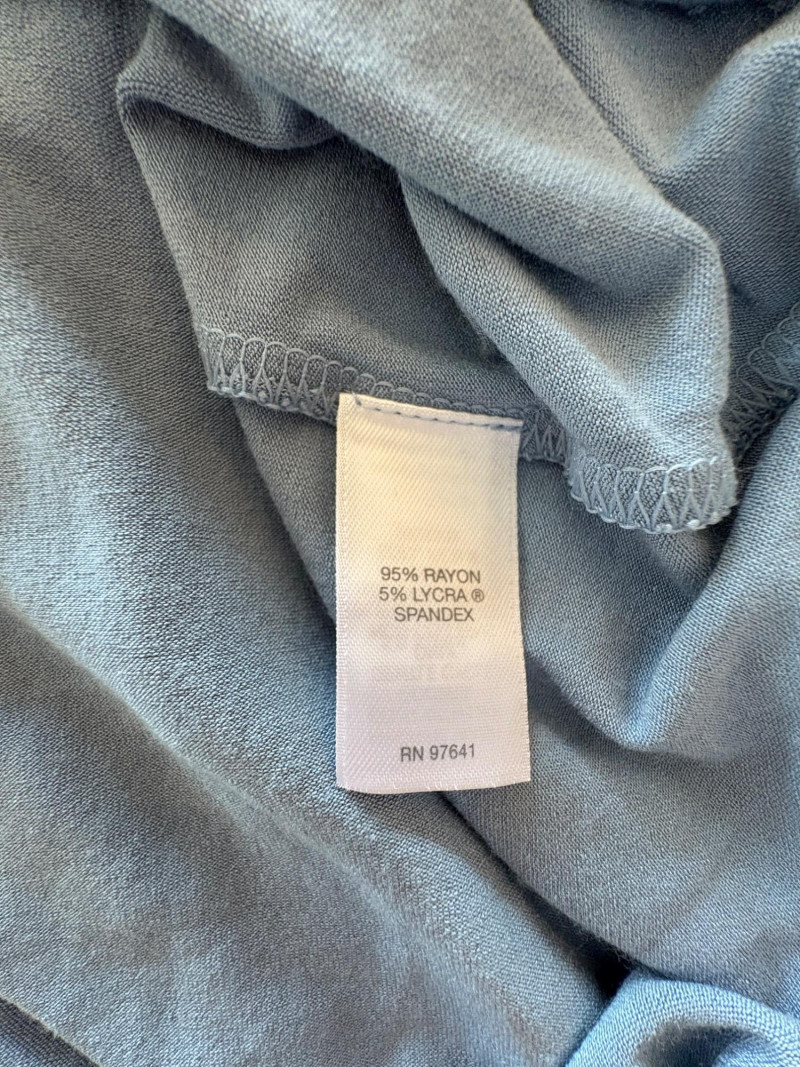 95% RAYON
5% LYCRA ®
SPANDEX
RN 97641